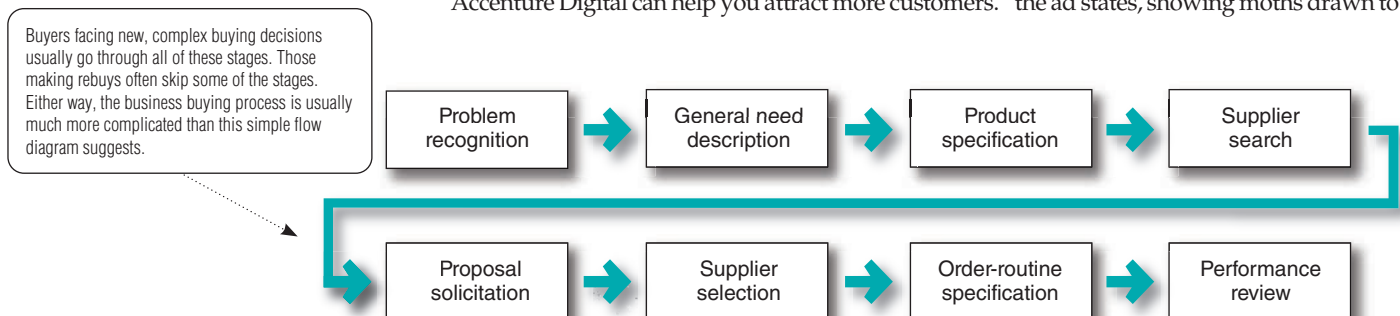 Accenture Digital can help you attract more customers.” the ad states, showing moths drawn to
Buyers facing new, complex buying decisions
usually go through all of these stages. Those
making rebuys often skip some of the stages.
Either way, the business buying process is usually
much more complicated than this simple flow
diagram suggests.
Problem
recognition
General need
description
Product
specification
Supplier
search
Proposal
solicitation
Supplier
selection
Order-routine
specification
Performance
review